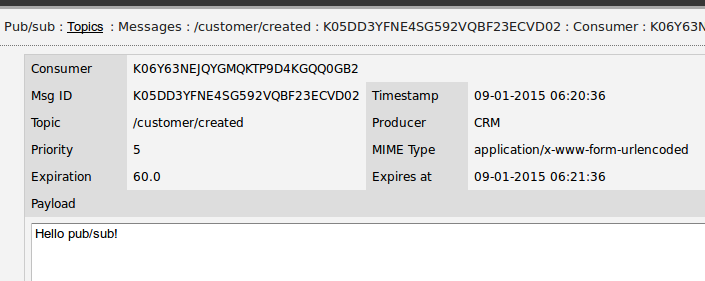 Pub/sub : Topics : Messages : /customer/created : K05DD3YFNE4SG592VQBF23ECVD02 : Consumer : K06Y63N
Consumer K06Y63NEJQYGMQKTP9D4KGQQ0GB2
Msg ID K05DD3YFNE4SG592VQBF23ECVD02 Timestamp 09-01-2015 06:20:36
Topic /customer/created Producer CRM
Priority 5 MIME Type application/x-www-form-urlencoded
Expiration 60.0 Expires at 09-01-2015 06:21:36
Payload
Hello pub/sub!